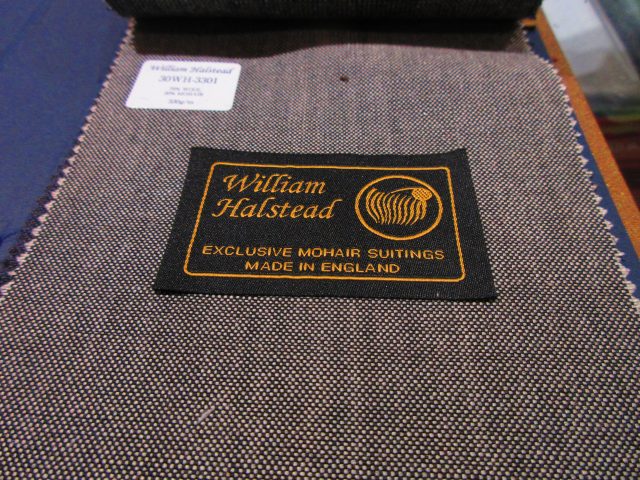 William Halstead
30WH-3301
William
Halstead
EXCLUSIVE MOHAIR SUITINGS
MADE IN ENGLAND